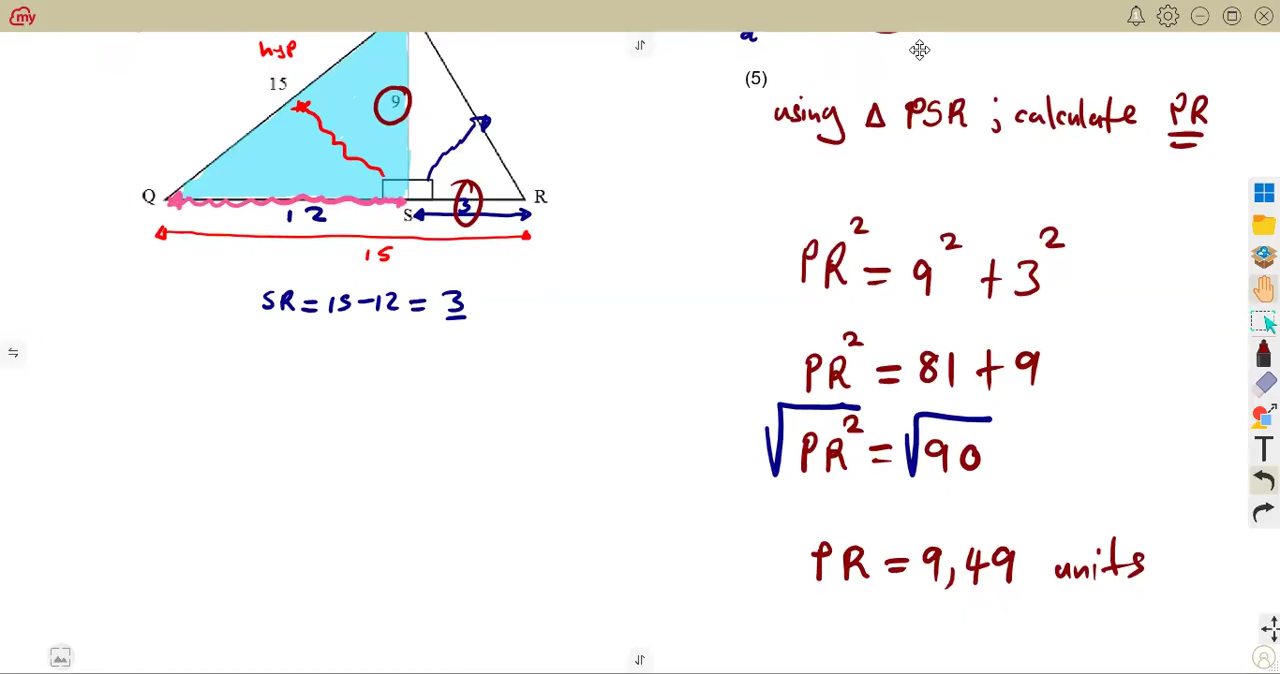 my
hyp
15
9
Q
12
S
3
R
15
SR = 15 - 12 = 3
(5)
using Δ PSR ; calculate PR
PR² = 9² + 3²
PR² = 81 + 9
√PR² = √90
PR = 9,49 units
T